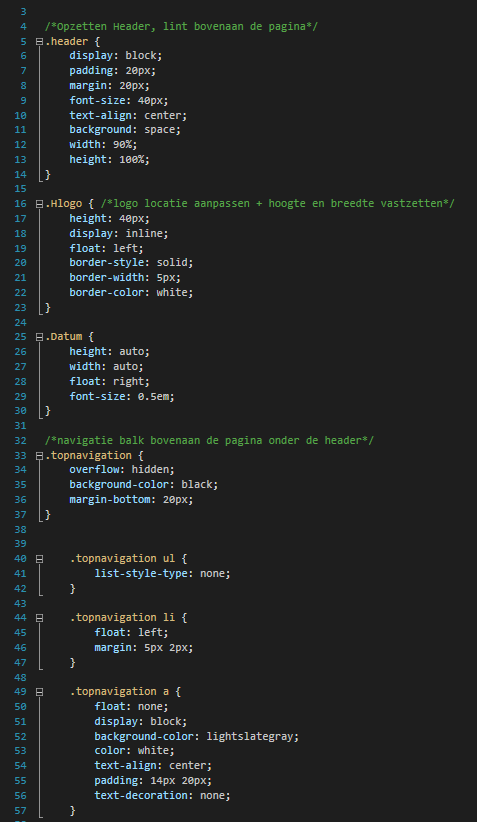 3
4 /*Opzetten Header, lint bovenaan de pagina*/
5 .header {
6 display: block;
7 padding: 20px;
8 margin: 20px;
9 font-size: 40px;
10 text-align: center;
11 background: space;
12 width: 90%;
13 height: 100%;
14 }
15
16 .Hlogo { /*logo locatie aanpassen + hoogte en breedte vastzetten*/
17 height: 40px;
18 display: inline;
19 float: left;
20 border-style: solid;
21 border-width: 5px;
22 border-color: white;
23 }
24
25 .Datum {
26 height: auto;
27 width: auto;
28 float: right;
29 font-size: 0.5em;
30 }
31
32 /*navigatie balk bovenaan de pagina onder de header*/
33 .topnavigation {
34 overflow: hidden;
35 background-color: black;
36 margin-bottom: 20px;
37 }
38
39
40 .topnavigation ul {
41 list-style-type: none;
42 }
43
44 .topnavigation li {
45 float: left;
46 margin: 5px 2px;
47 }
48
49 .topnavigation a {
50 float: none;
51 display: block;
52 background-color: lightslategray;
53 color: white;
54 text-align: center;
55 padding: 14px 20px;
56 text-decoration: none;
57 }